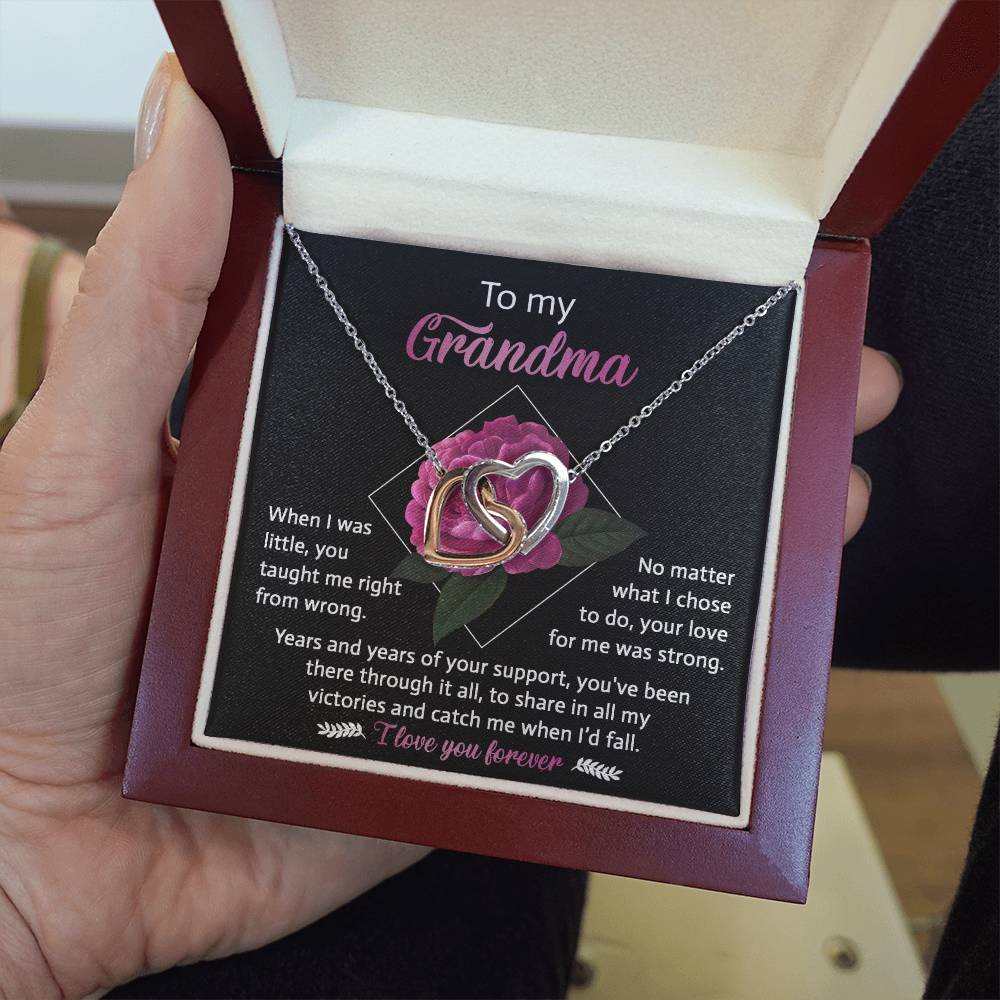 To my
Grandma
When I was
little, you
taught me right
from wrong.
No matter
what I chose
to do, your love
for me was strong.
Years and years of your support, you've been
there through it all, to share in all my
victories and catch me when I'd fall.
I love you forever